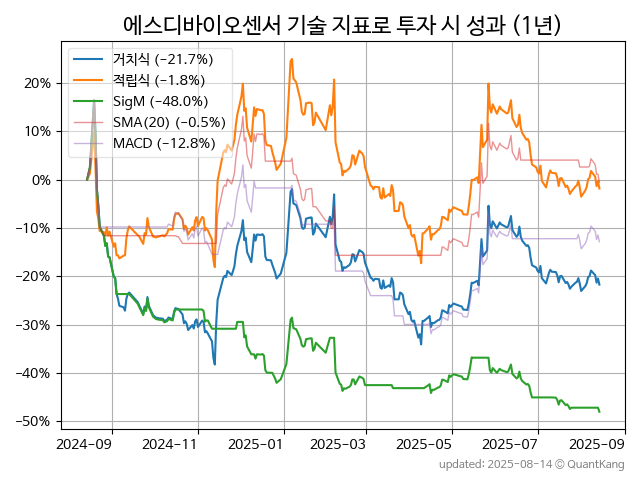 에스디바이오센서 기술 지표로 투자 시 성과 (1년)
거치식 (−21.7%)
적립식 (−1.8%)
SigM (−48.0%)
SMA(20) (−0.5%)
MACD (−12.8%)
20%
10%
0%
−10%
−20%
−30%
−40%
−50%
2024-09
2024-11
2025-01
2025-03
2025-05
2025-07
2025-09
updated: 2025-08-14 © QuantKang